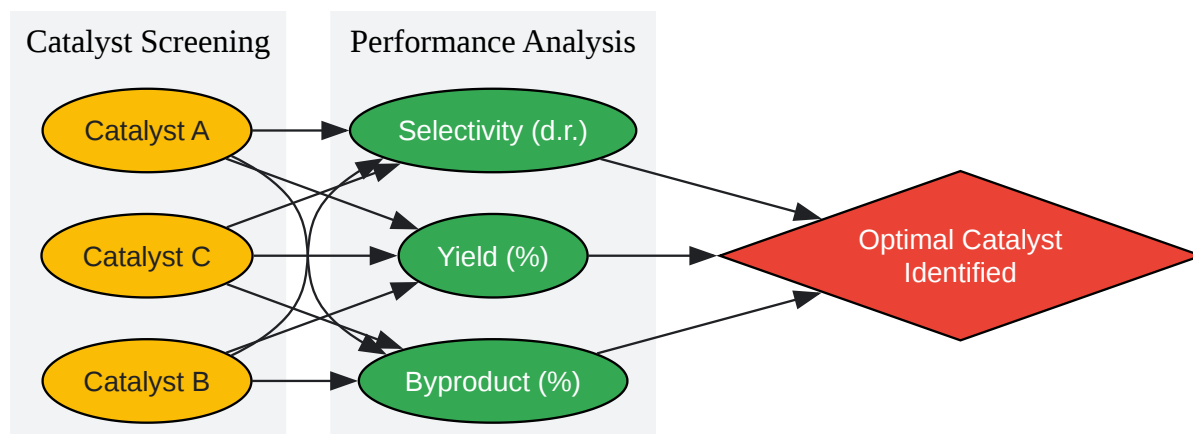 Catalyst Screening
Performance Analysis
Catalyst A
Selectivity (d.r.)
Catalyst C
Yield (%)
Optimal Catalyst
Identified
Catalyst B
Byproduct (%)